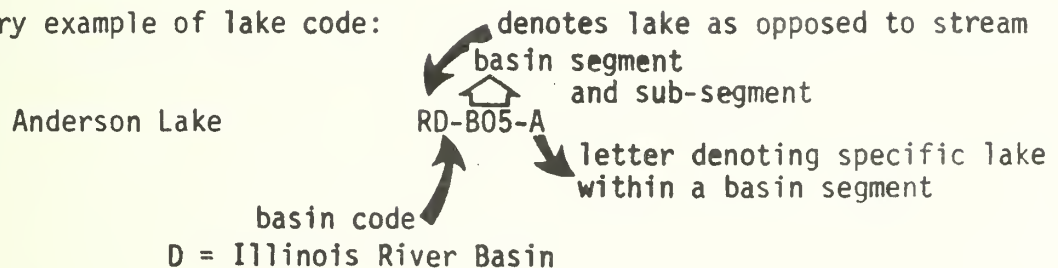 ry example of lake code:
denotes lake as opposed to stream
basin segment
and sub-segment
Anderson Lake
RD-B05-A
letter denoting specific lake
within a basin segment
basin code
D = Illinois River Basin